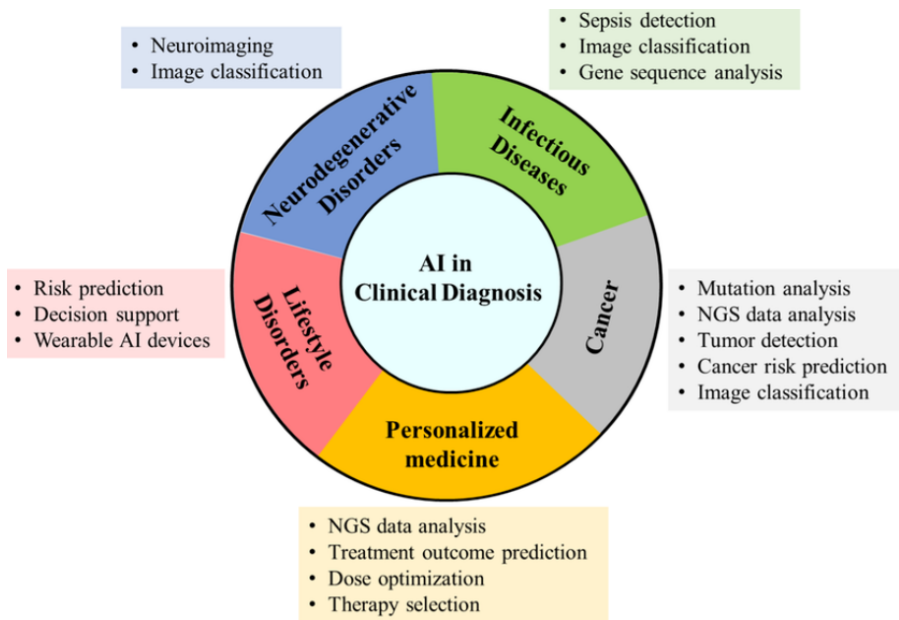 • Neuroimaging
• Image classification
• Sepsis detection
• Image classification
• Gene sequence analysis
Neurodegenerative
Disorders
Infectious
Diseases
AI in
Clinical Diagnosis
• Risk prediction
• Decision support
• Wearable AI devices
Lifestyle
Disorders
Cancer
• Mutation analysis
• NGS data analysis
• Tumor detection
• Cancer risk prediction
• Image classification
Personalized
medicine
• NGS data analysis
• Treatment outcome prediction
• Dose optimization
• Therapy selection